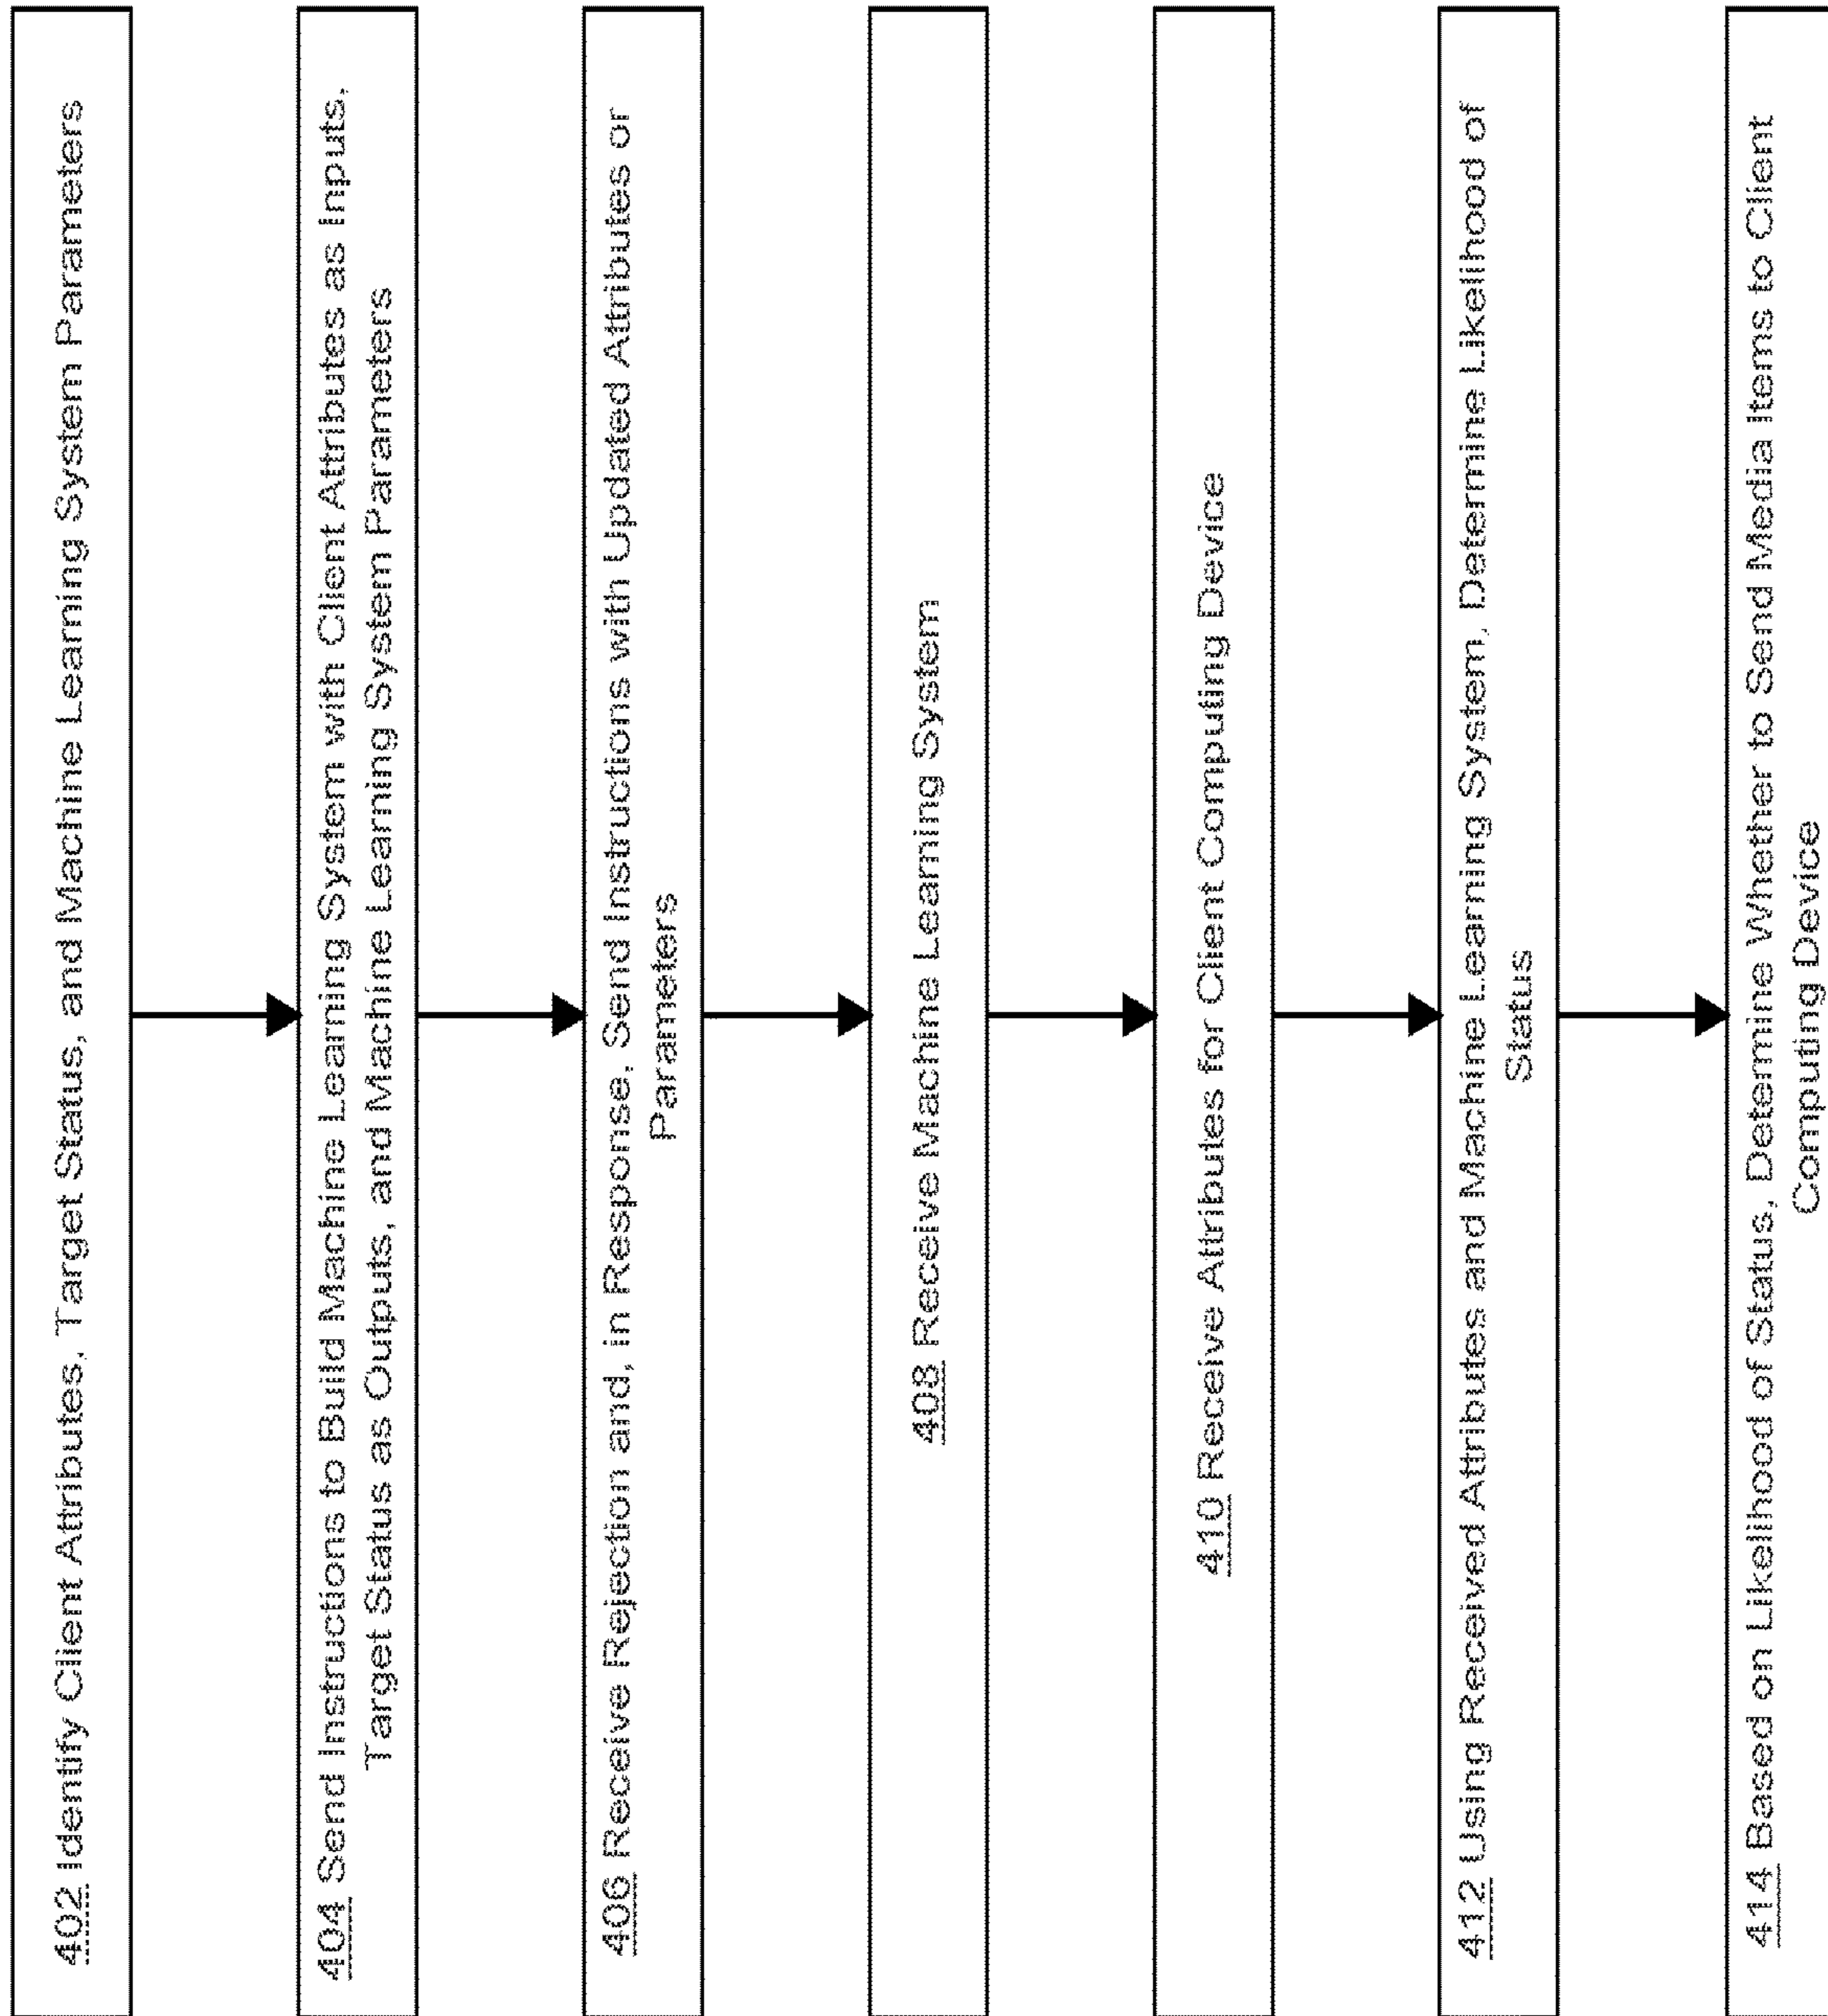 402 Identify Client Attributes, Target Status, and Machine Learning System Parameters
404 Send Instructions to Build Machine Learning System with Client Attributes as Inputs,
Target Status as Outputs, and Machine Learning System Parameters
406 Receive Rejection and, in Response, Send Instructions with Updated Attributes or
Parameters
408 Receive Machine Learning System
410 Receive Attributes for Client Computing Device
412 Using Received Attributes and Machine Learning System, Determine Likelihood of
Status
414 Based on Likelihood of Status, Determine Whether to Send Media Items to Client
Computing Device